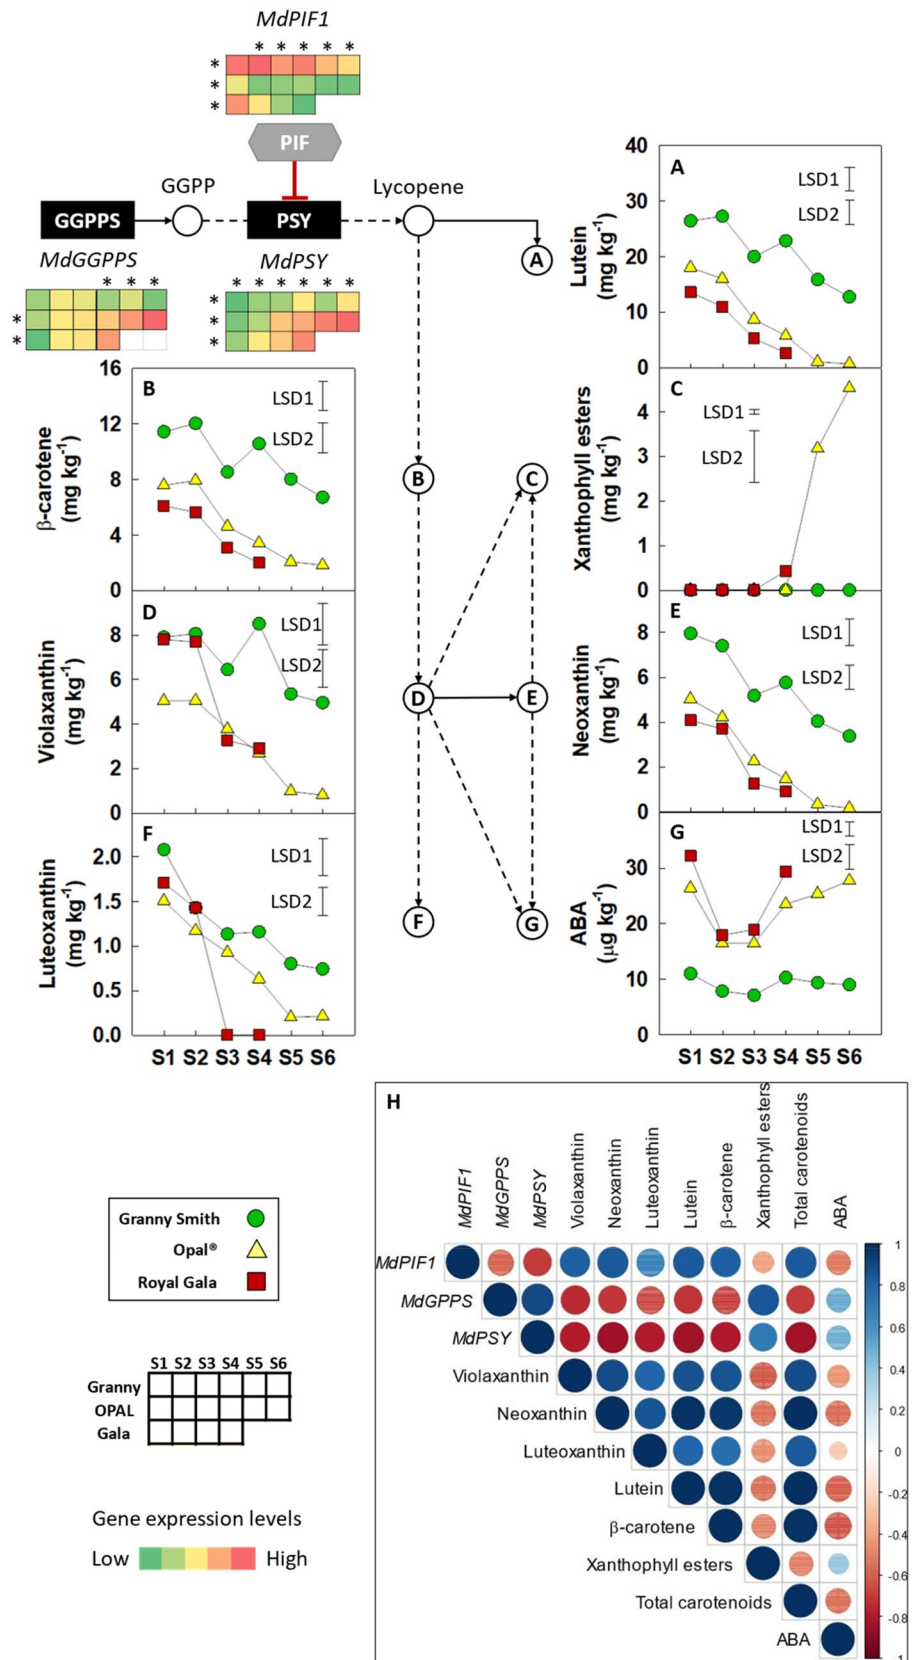 MdPIF1
* * * * *
*
*
*
PIF
GGPP
Lycopene
GGPPS
PSY
A
MdGGPPS
* * *
*
*
MdPSY
* * * * * *
*
*
*
A
40
30
20
10
0
Lutein
(mg kg-1)
LSD1
LSD2
B
16
12
8
4
0
β-carotene
(mg kg-1)
LSD1
LSD2
B
C
C
4
3
2
1
0
Xanthophyll esters
(mg kg-1)
LSD1
LSD2
D
8
6
4
2
0
Violaxanthin
(mg kg-1)
LSD1
LSD2
D
E
E
8
6
4
2
0
Neoxanthin
(mg kg-1)
LSD1
LSD2
F
2.0
1.5
1.0
0.5
0.0
Luteoxanthin
(mg kg-1)
LSD1
LSD2
S1 S2 S3 S4 S5 S6
F
G
G
30
20
10
0
ABA
(µg kg-1)
LSD1
LSD2
S1 S2 S3 S4 S5 S6
Granny Smith
Opal®
Royal Gala
S1 S2 S3 S4 S5 S6
Granny
OPAL
Gala
Gene expression levels
Low High
H
MdPIF1
MdGPPS
MdPSY
Violaxanthin
Neoxanthin
Luteoxanthin
Lutein
β-carotene
Xanthophyll esters
Total carotenoids
ABA
MdPIF1
MdGPPS
MdPSY
Violaxanthin
Neoxanthin
Luteoxanthin
Lutein
β-carotene
Xanthophyll esters
Total carotenoids
ABA
1
0.8
0.6
0.4
0.2
0
-0.2
-0.4
-0.6
-0.8
-1